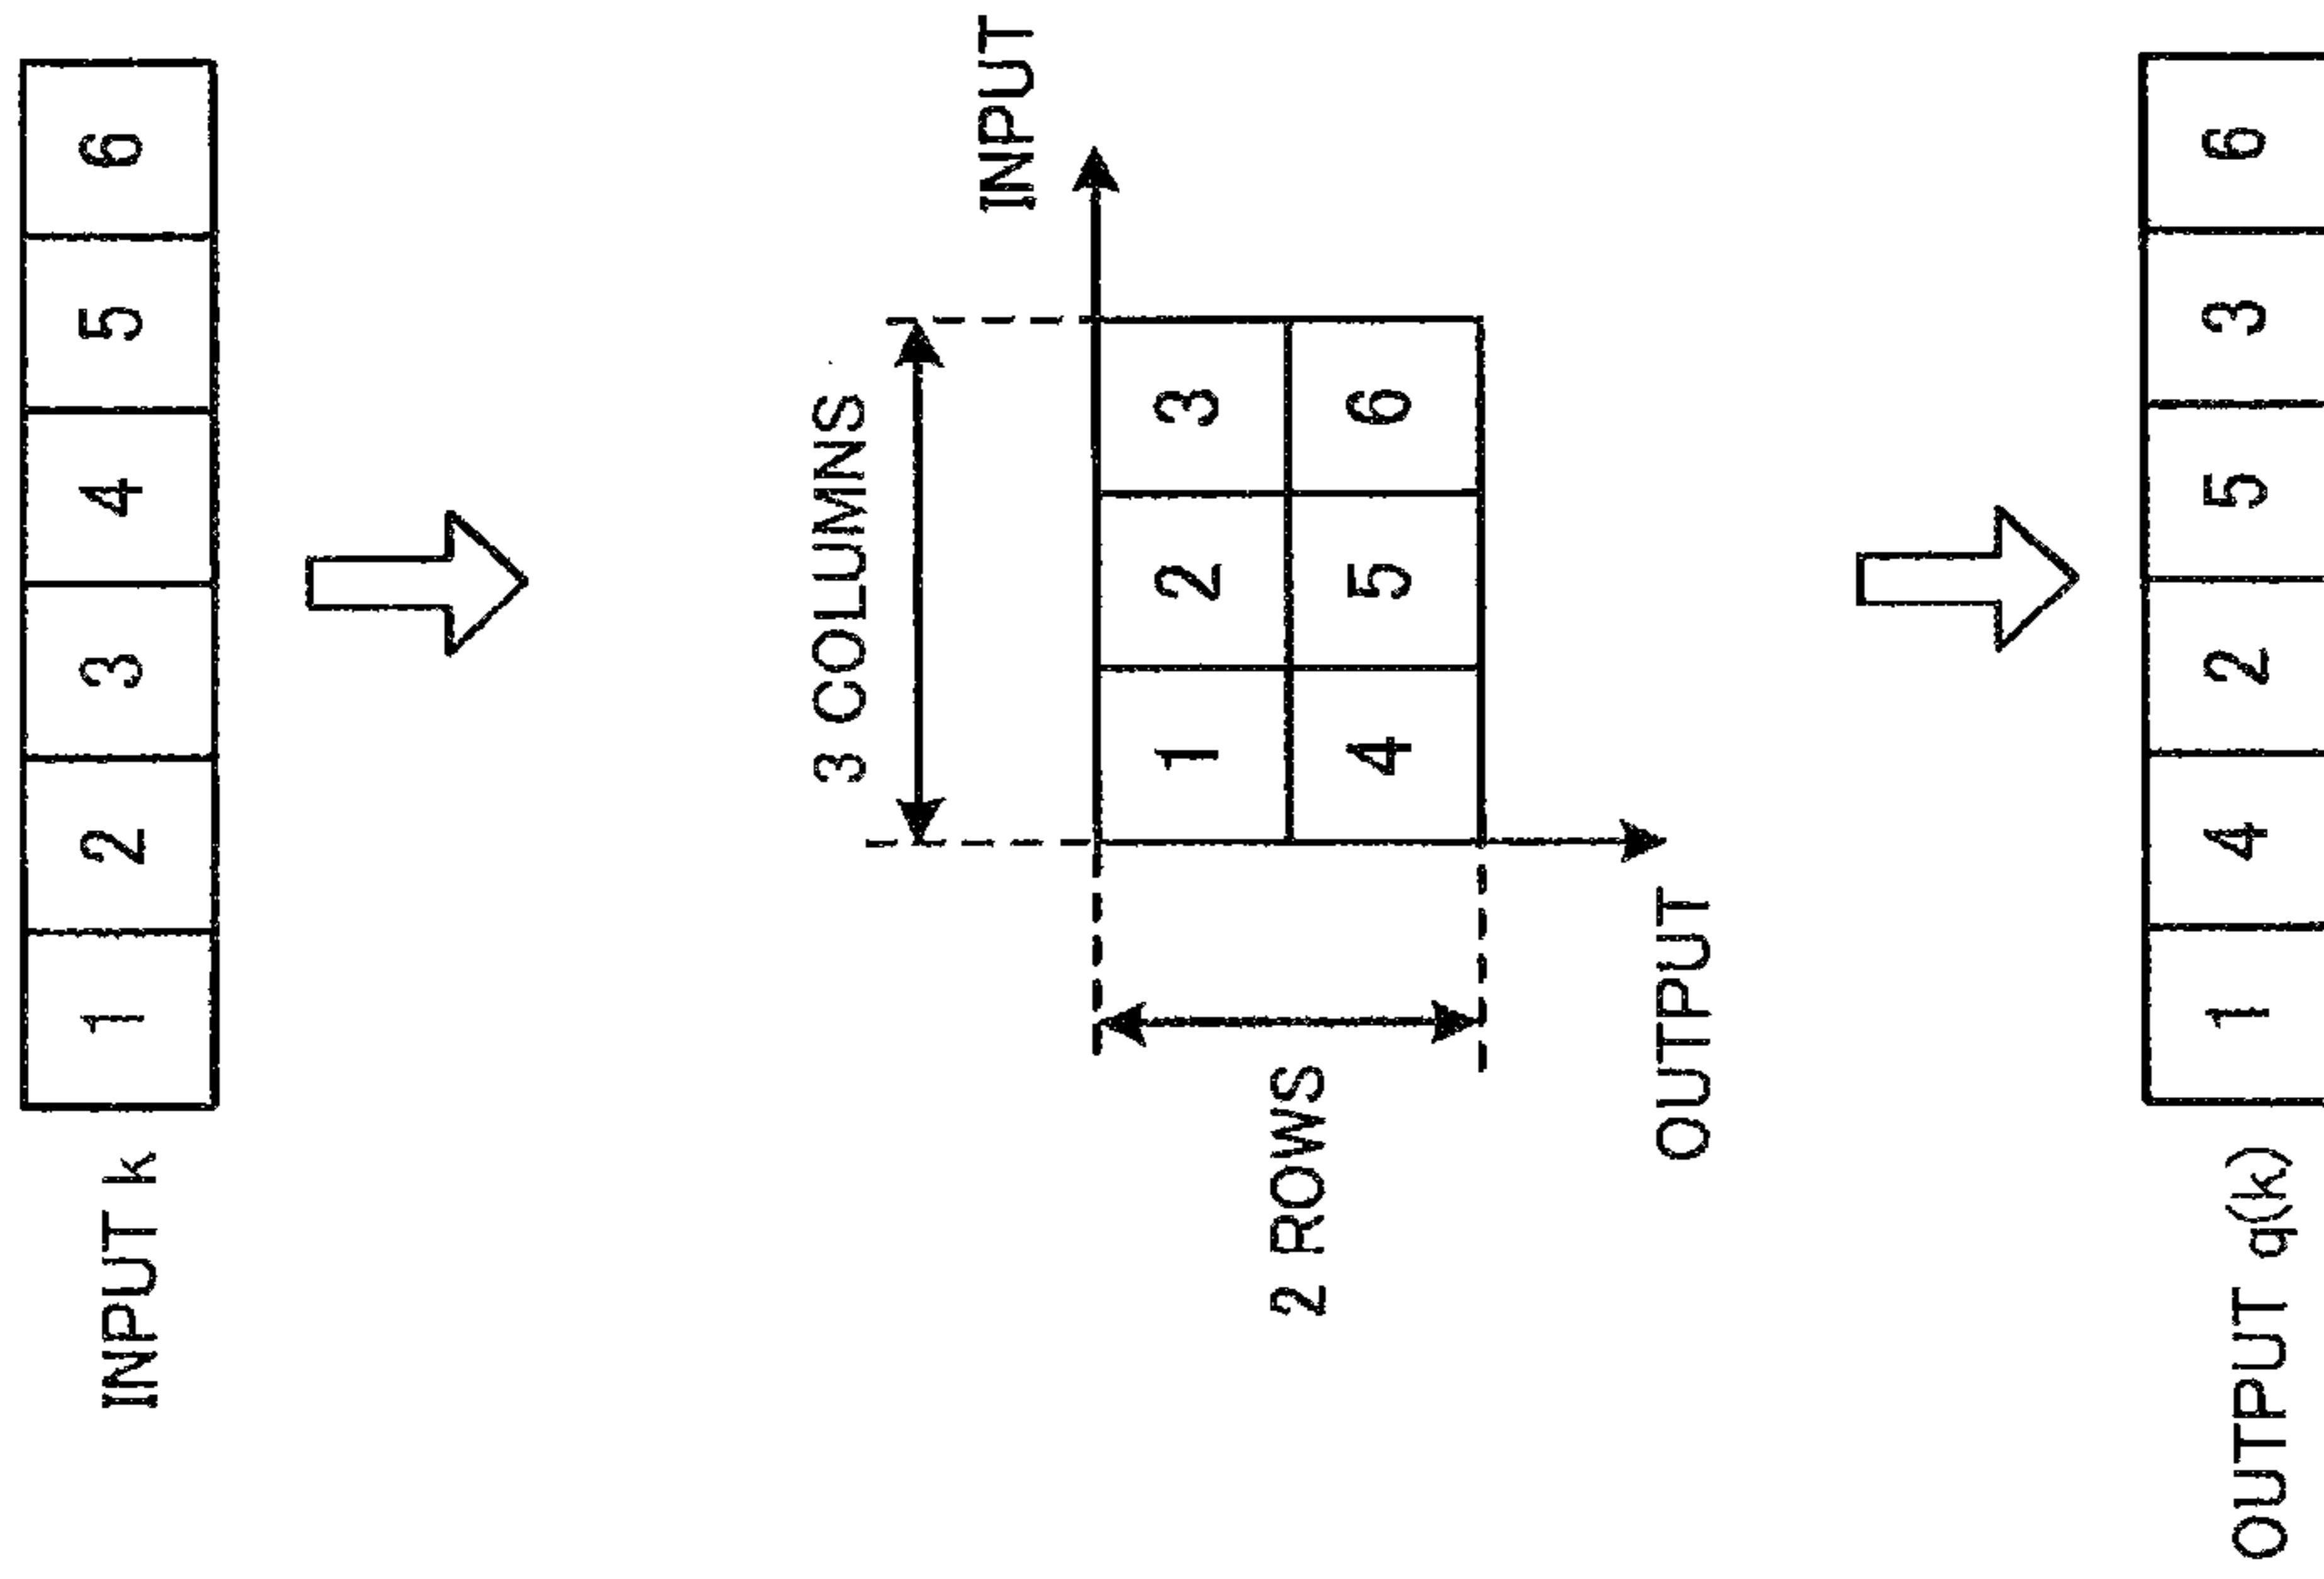 INPUT k 1 2 3 4 5 6
INPUT
3 COLUMNS
2 ROWS
1 2 3
4 5 6
OUTPUT
OUTPUT q(k) 1 4 2 5 3 6